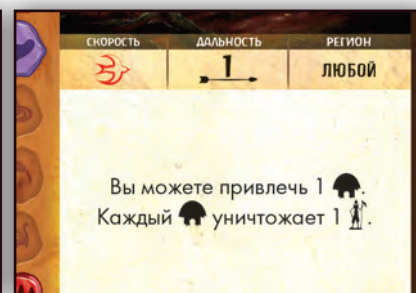 СКОРОСТЬ ДАЛЬНОСТЬ РЕГИОН
1 ЛЮБОЙ
Вы можете привлечь 1 .
Каждый уничтожает 1 .